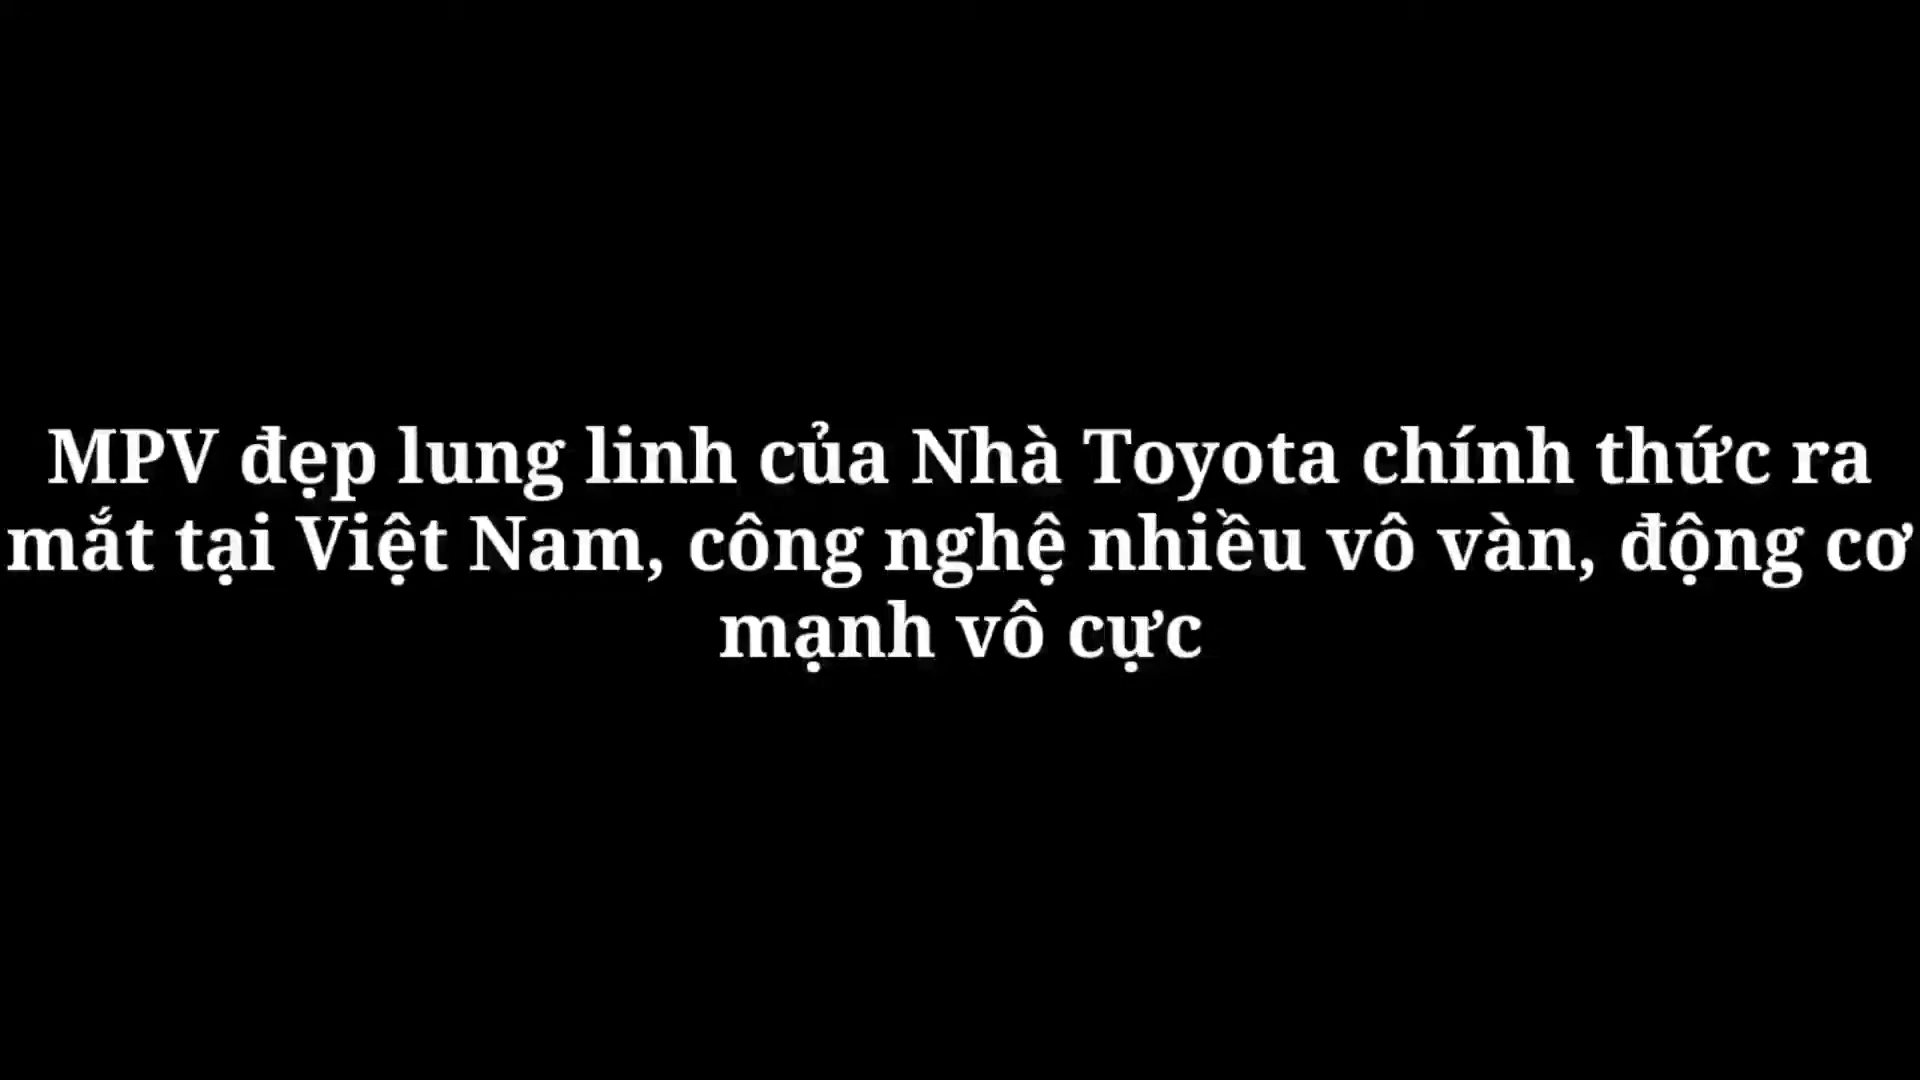 MPV đẹp lung linh của Nhà Toyota chính thức ra
mắt tại Việt Nam, công nghệ nhiều vô vàn, động cơ
mạnh vô cực